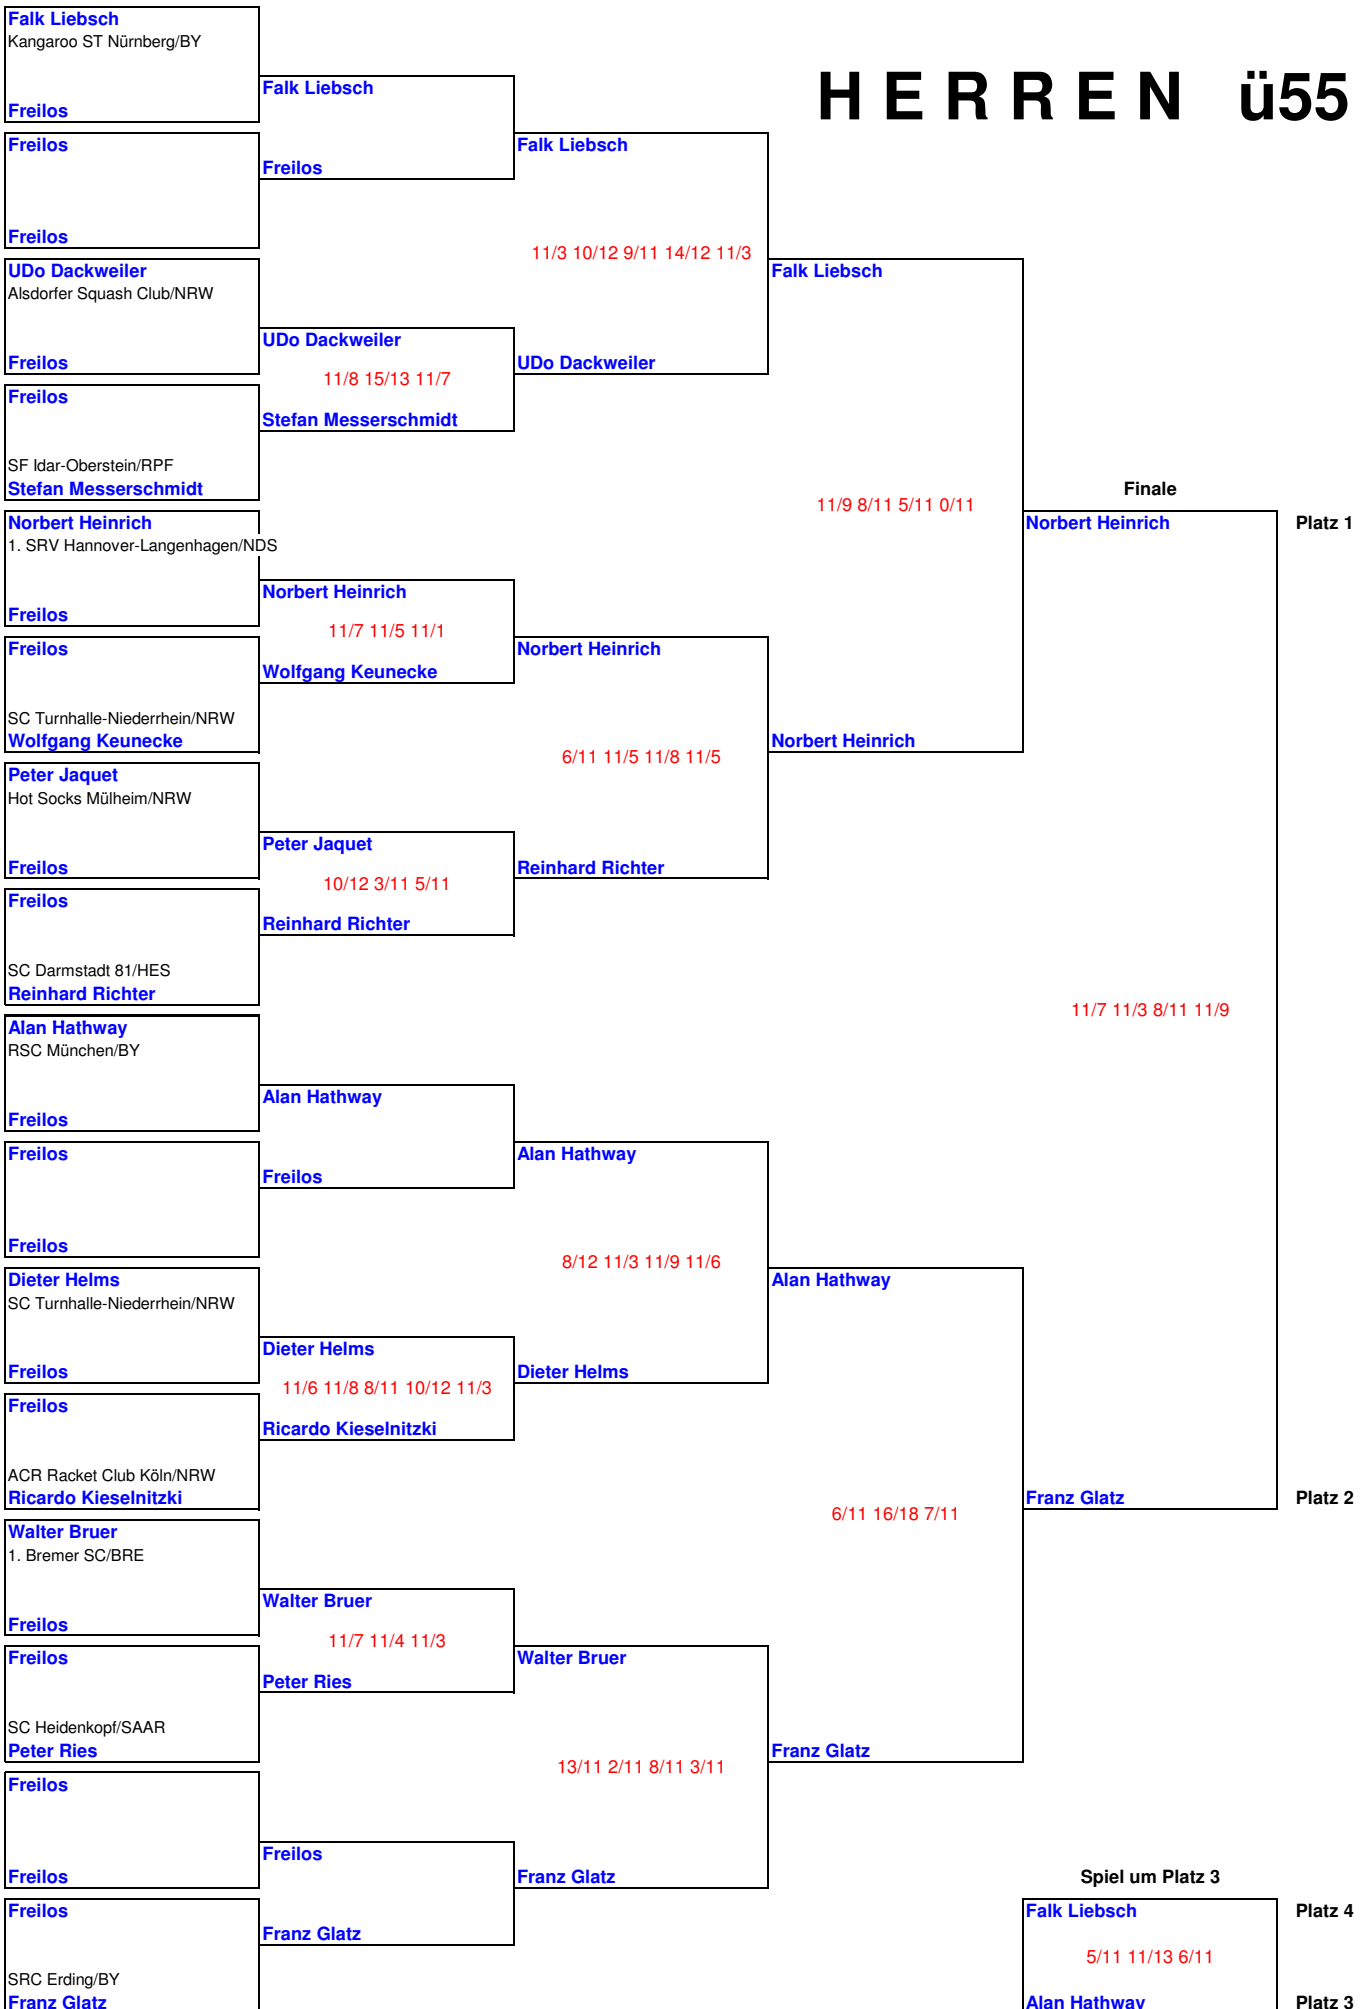 Falk Liebsch
Kangaroo ST Nürnberg/BY
H E R R E N ü55
Falk Liebsch
Freilos
Freilos
Falk Liebsch
Freilos
Freilos
11/3 10/12 9/11 14/12 11/3
UDo Dackweiler
Falk Liebsch
Alsdorfer Squash Club/NRW
UDo Dackweiler
Freilos
UDo Dackweiler
11/8 15/13 11/7
Freilos
Stefan Messerschmidt
SF Idar-Oberstein/RPF
Stefan Messerschmidt
Finale
11/9 8/11 5/11 0/11
Norbert Heinrich
Norbert Heinrich
Platz 1
1. SRV Hannover-Langenhagen/NDS
Norbert Heinrich
Freilos
11/7 11/5 11/1
Freilos
Norbert Heinrich
Wolfgang Keunecke
SC Turnhalle-Niederrhein/NRW
Wolfgang Keunecke
Norbert Heinrich
6/11 11/5 11/8 11/5
Peter Jaquet
Hot Socks Mülheim/NRW
Peter Jaquet
Freilos
Reinhard Richter
10/12 3/11 5/11
Freilos
Reinhard Richter
SC Darmstadt 81/HES
Reinhard Richter
11/7 11/3 8/11 11/9
Alan Hathway
RSC München/BY
Alan Hathway
Freilos
Freilos
Alan Hathway
Freilos
Freilos
8/12 11/3 11/9 11/6
Dieter Helms
Alan Hathway
SC Turnhalle-Niederrhein/NRW
Dieter Helms
Freilos
Dieter Helms
11/6 11/8 8/11 10/12 11/3
Freilos
Ricardo Kieselnitzki
ACR Racket Club Köln/NRW
Ricardo Kieselnitzki
Franz Glatz
Platz 2
6/11 16/18 7/11
Walter Bruer
1. Bremer SC/BRE
Walter Bruer
Freilos
11/7 11/4 11/3
Freilos
Walter Bruer
Peter Ries
SC Heidenkopf/SAAR
Peter Ries
Franz Glatz
13/11 2/11 8/11 3/11
Freilos
Freilos
Freilos
Franz Glatz
Spiel um Platz 3
Freilos
Falk Liebsch
Platz 4
Franz Glatz
5/11 11/13 6/11
SRC Erding/BY
Franz Glatz
Alan Hathway
Platz 3